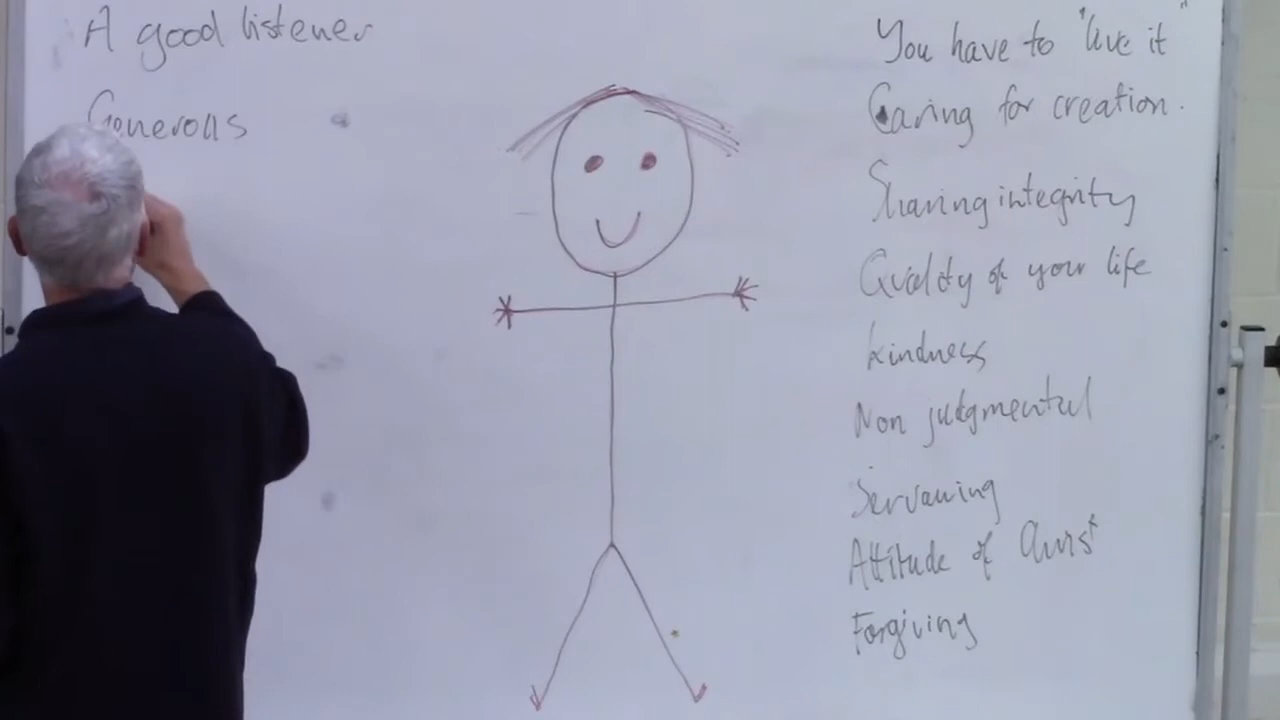 A good listener
Generous
You have to "live it"
Caring for creation.
Sharing integrity
Quality of your life
Kindness
Non judgmental
Servaning
Attitude of Christ
Forgiving